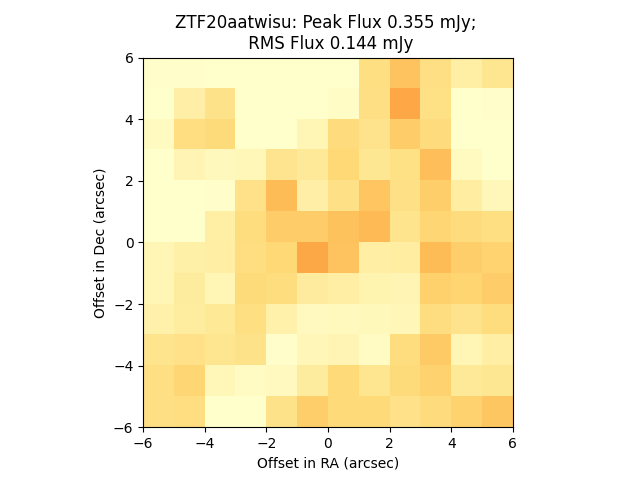 ZTF20aatwisu: Peak Flux 0.355 mJy;
RMS Flux 0.144 mJy
6
4
2
0
−2
−4
−6
Offset in Dec (arcsec)
−6 −4 −2 0 2 4 6
Offset in RA (arcsec)